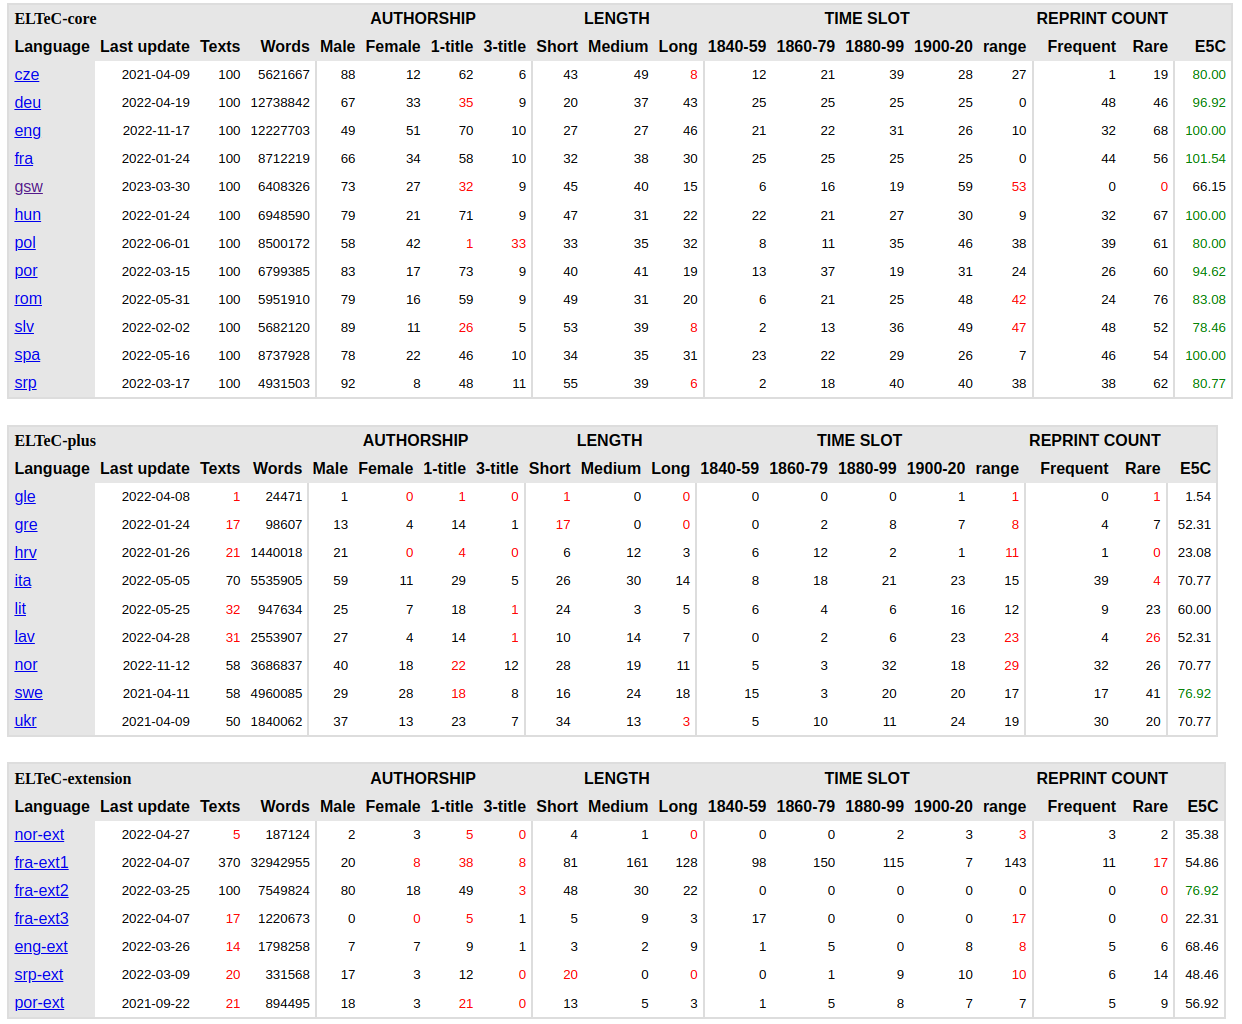 ELTeC-core AUTHORSHIP LENGTH TIME SLOT REPRINT COUNT
Language Last update Texts Words Male Female 1-title 3-title Short Medium Long 1840-59 1860-79 1880-99 1900-20 range Frequent Rare E5C
cze 2021-04-09 100 5621667 88 12 62 6 43 49 8 12 21 39 28 27 1 19 80.00
deu 2022-04-19 100 12738842 67 33 35 9 20 37 43 25 25 25 25 0 48 46 96.92
eng 2022-11-17 100 12227703 49 51 70 10 27 27 46 21 22 31 26 10 32 68 100.00
fra 2022-01-24 100 8712219 66 34 58 10 32 38 30 25 25 25 25 0 44 56 101.54
gsw 2023-03-30 100 6408326 73 27 32 9 45 40 15 6 16 19 59 53 0 0 66.15
hun 2022-01-24 100 6948590 79 21 71 9 47 31 22 22 21 27 30 9 32 67 100.00
pol 2022-06-01 100 8500172 58 42 1 33 33 35 32 8 11 35 46 38 39 61 80.00
por 2022-03-15 100 6799385 83 17 73 9 40 41 19 13 37 19 31 24 26 60 94.62
rom 2022-05-31 100 5951910 79 16 59 9 49 31 20 6 21 25 48 42 24 76 83.08
slv 2022-02-02 100 5682120 89 11 26 5 53 39 8 2 13 36 49 47 48 52 78.46
spa 2022-05-16 100 8737928 78 22 46 10 34 35 31 23 22 29 26 7 46 54 100.00
srp 2022-03-17 100 4931503 92 8 48 11 55 39 6 2 18 40 40 38 38 62 80.77
ELTeC-plus AUTHORSHIP LENGTH TIME SLOT REPRINT COUNT
Language Last update Texts Words Male Female 1-title 3-title Short Medium Long 1840-59 1860-79 1880-99 1900-20 range Frequent Rare E5C
gle 2022-04-08 1 24471 1 0 1 0 1 0 0 0 0 0 1 1 0 1 1.54
gre 2022-01-24 17 98607 13 4 14 1 17 0 0 0 2 8 7 8 4 7 52.31
hrv 2022-01-26 21 1440018 21 0 4 0 6 12 3 6 12 2 1 11 1 0 23.08
ita 2022-05-05 70 5535905 59 11 29 5 26 30 14 8 18 21 23 15 39 4 70.77
lit 2022-05-25 32 947634 25 7 18 1 24 3 5 6 4 6 16 12 9 23 60.00
lav 2022-04-28 31 2553907 27 4 14 1 10 14 7 0 2 6 23 23 4 26 52.31
nor 2022-11-12 58 3686837 40 18 22 12 28 19 11 5 3 32 18 29 32 26 70.77
swe 2021-04-11 58 4960085 29 28 18 8 16 24 18 15 3 20 20 17 17 41 76.92
ukr 2021-04-09 50 1840062 37 13 23 7 34 13 3 5 10 11 24 19 30 20 70.77
ELTeC-extension AUTHORSHIP LENGTH TIME SLOT REPRINT COUNT
Language Last update Texts Words Male Female 1-title 3-title Short Medium Long 1840-59 1860-79 1880-99 1900-20 range Frequent Rare E5C
nor-ext 2022-04-27 5 187124 2 3 5 0 4 1 0 0 0 2 3 3 3 2 35.38
fra-ext1 2022-04-07 370 32942955 20 8 38 8 81 161 128 98 150 115 7 143 11 17 54.86
fra-ext2 2022-03-25 100 7549824 80 18 49 3 48 30 22 0 0 0 0 0 0 0 76.92
fra-ext3 2022-04-07 17 1220673 0 0 5 1 5 9 3 17 0 0 0 17 0 0 22.31
eng-ext 2022-03-26 14 1798258 7 7 9 1 3 2 9 1 5 0 8 8 5 6 68.46
srp-ext 2022-03-09 20 331568 17 3 12 0 20 0 0 0 1 9 10 10 6 14 48.46
por-ext 2021-09-22 21 894495 18 3 21 0 13 5 3 1 5 8 7 7 5 9 56.92